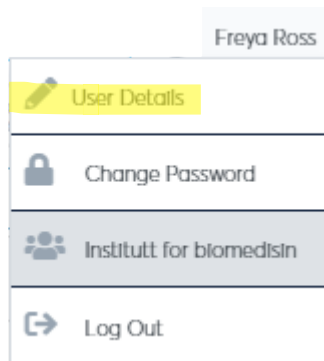 Freya Ross
User Details
Change Password
Institutt for biomedisin
Log Out